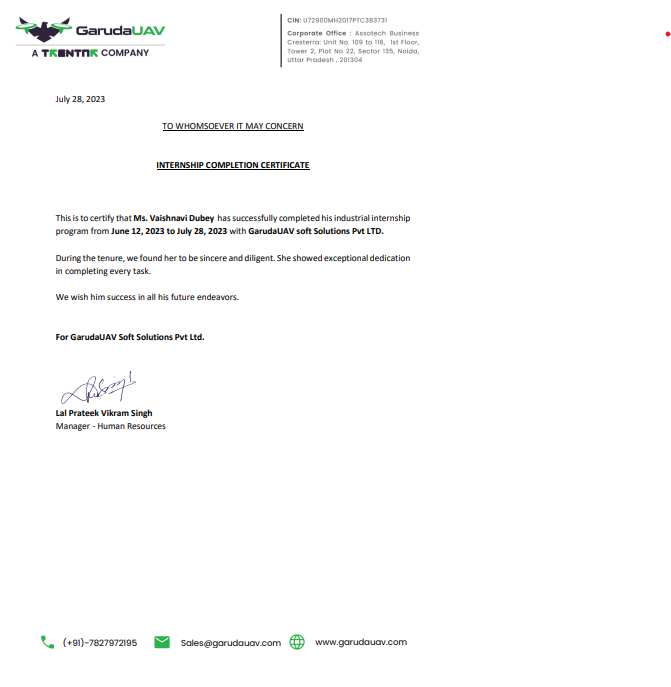 GarudaUAV
A TRENTAR COMPANY
CIN: U72900MH2017PTC383731
Corporate Office : Assotech Business
Cresterra: Unit No. 109 to 116, 1st Floor,
Tower 2, Plot No 22, Sector 135, Noida,
Uttar Pradesh , 201304
July 28, 2023
TO WHOMSOEVER IT MAY CONCERN
INTERNSHIP COMPLETION CERTIFICATE
This is to certify that Ms. Vaishnavi Dubey has successfully completed his industrial internship
program from June 12, 2023 to July 28, 2023 with GarudaUAV soft Solutions Pvt LTD.
During the tenure, we found her to be sincere and diligent. She showed exceptional dedication
in completing every task.
We wish him success in all his future endeavors.
For GarudaUAV Soft Solutions Pvt Ltd.
Lal Prateek Vikram Singh
Manager - Human Resources
(+91)-7827972195 Sales@garudauav.com www.garudauav.com